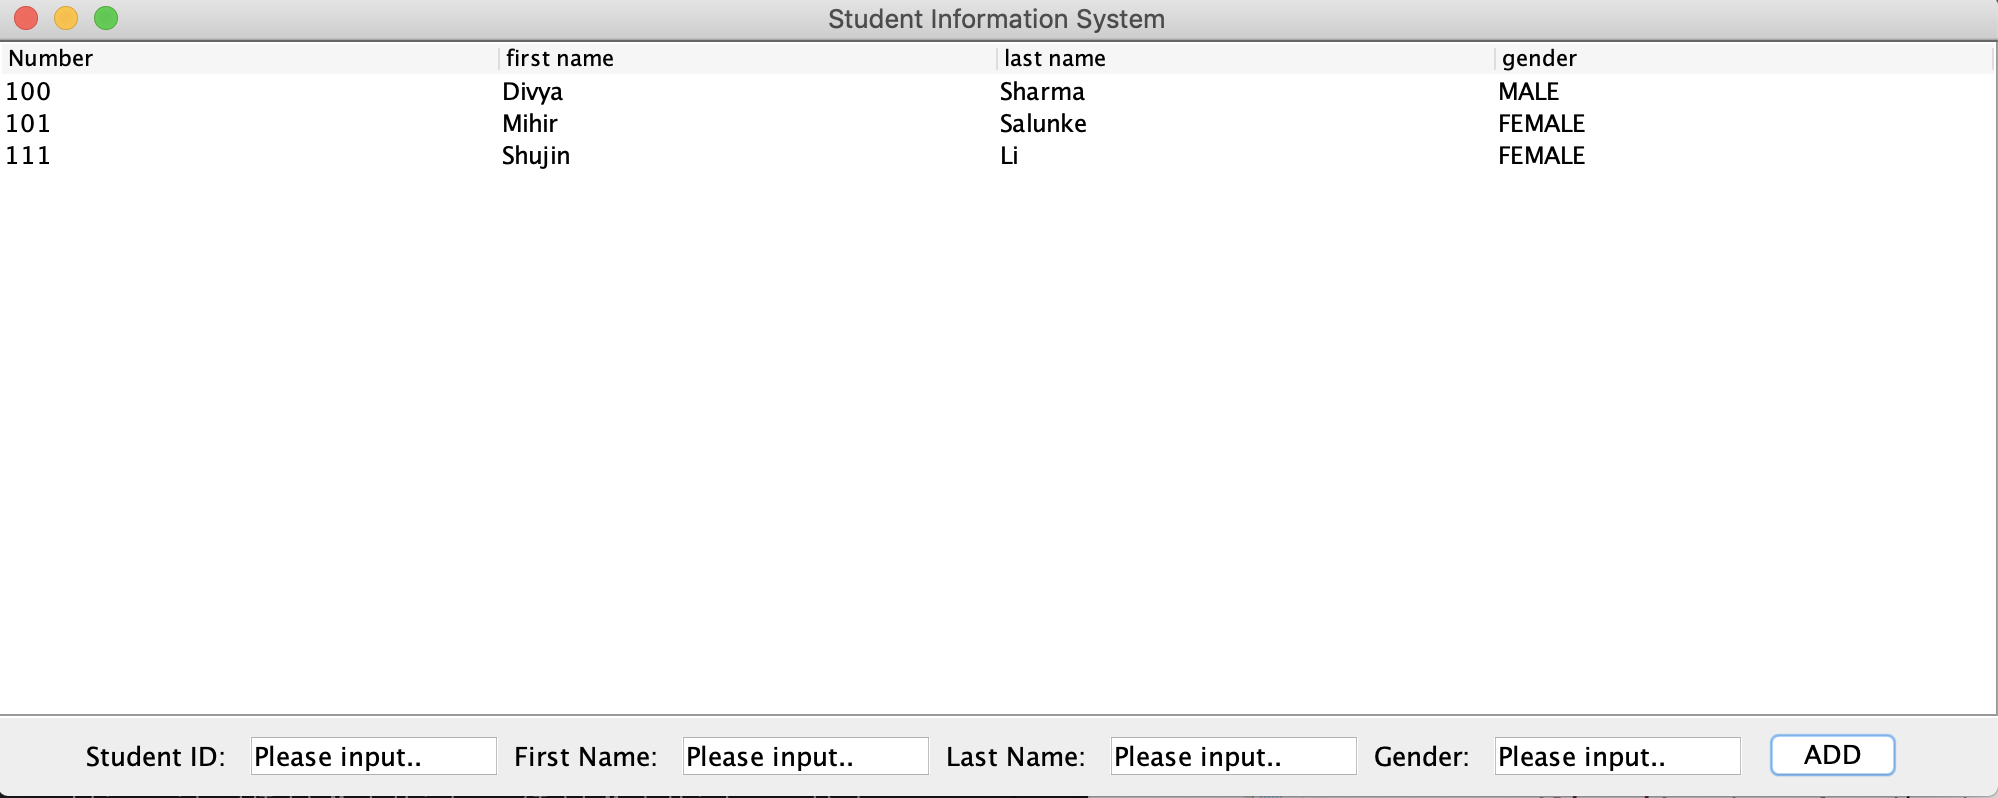 Student Information System
Number first name last name gender
100 Divya Sharma MALE
101 Mihir Salunke FEMALE
111 Shujin Li FEMALE
Student ID: Please input.. First Name: Please input.. Last Name: Please input.. Gender: Please input.. ADD